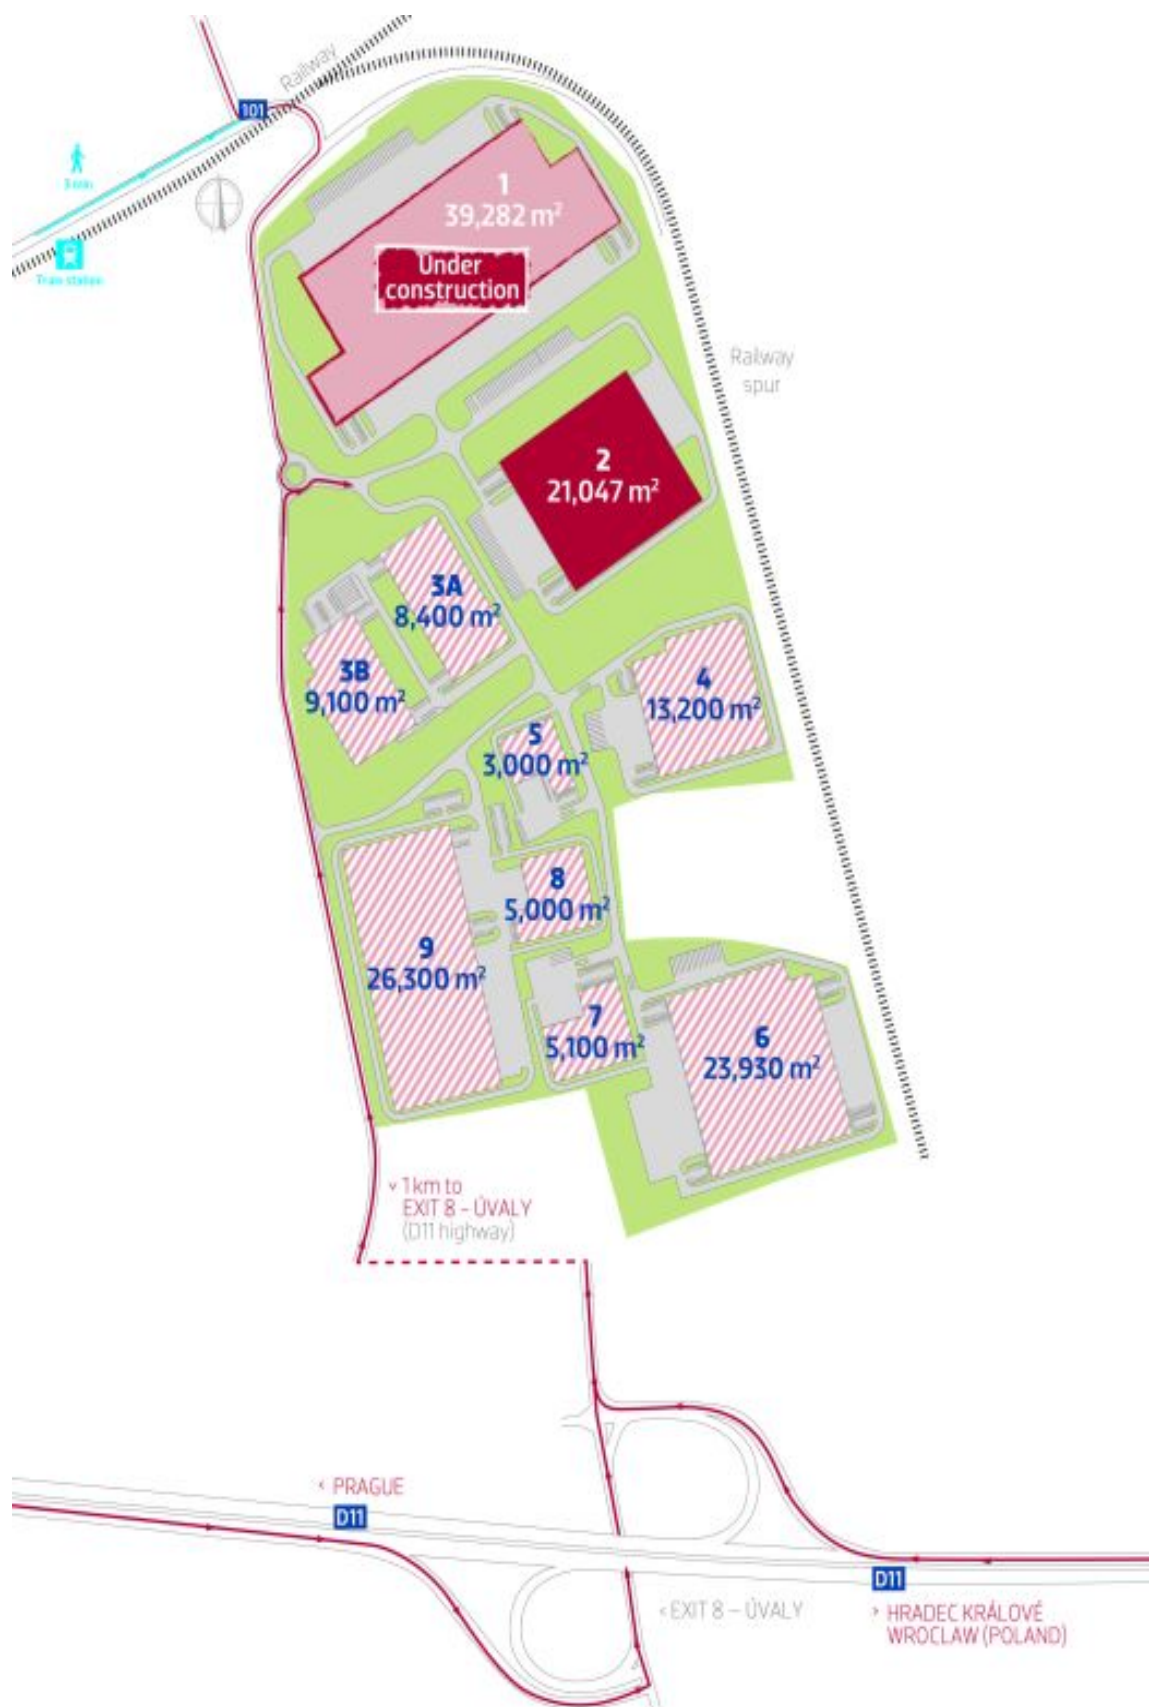 Railway
101
3 min
Train station
1
39,282 m²
Under
construction
Railway
spur
2
21,047 m²
3A
8,400 m²
3B
9,100 m²
4
13,200 m²
5
3,000 m²
8
5,000 m²
9
26,300 m²
7
5,100 m²
6
23,930 m²
˅ 1 km to
EXIT 8 – ÚVALY
(D11 highway)
‹ PRAGUE
D11
D11
‹ EXIT 8 – ÚVALY
› HRADEC KRÁLOVÉ
WROCLAW (POLAND)